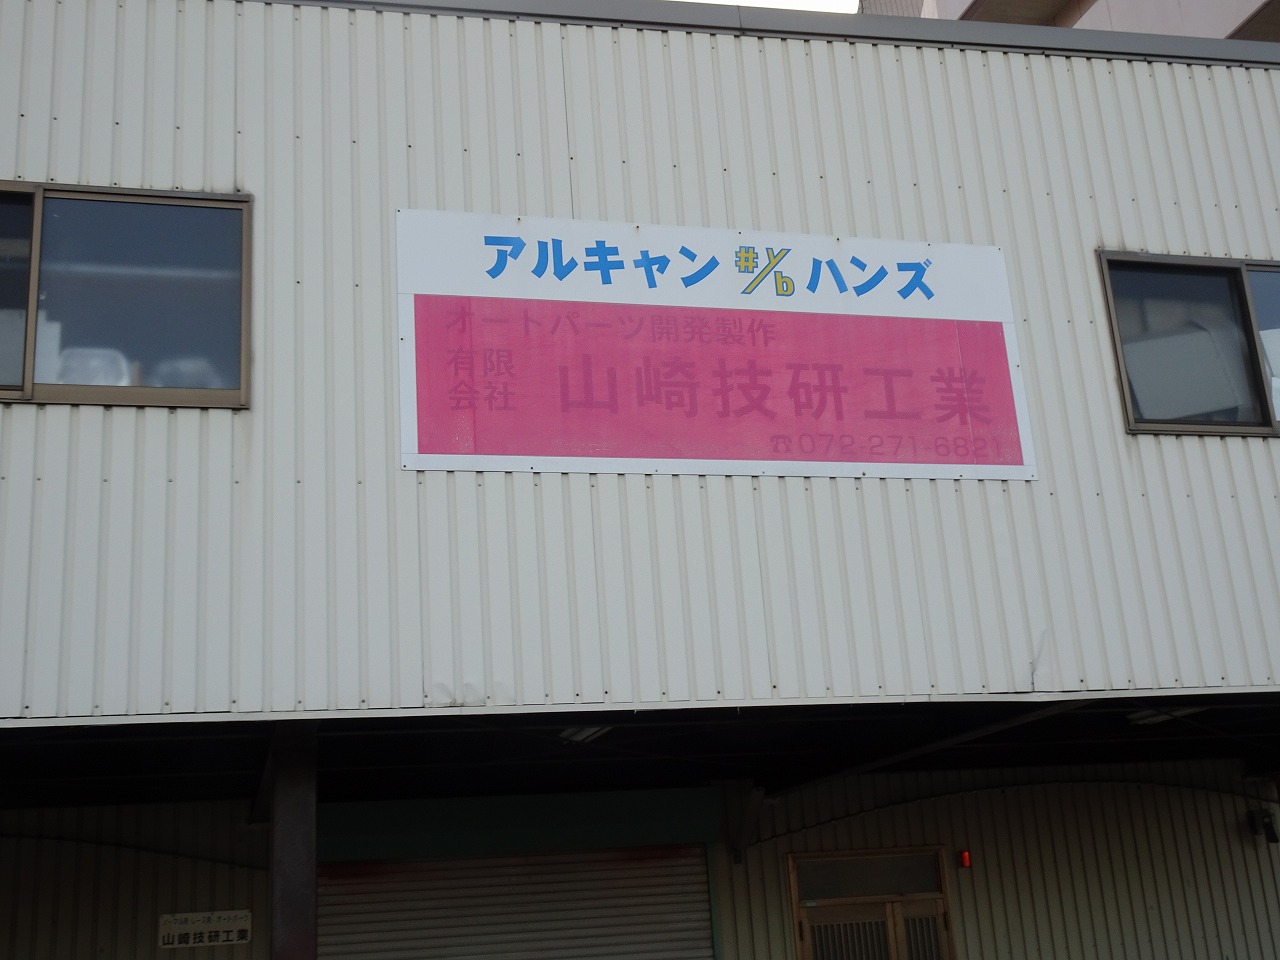 アルキャン #/b ハンズ
オートパーツ開発製作
有限会社 山崎技研工業
☎072-271-6821
山崎技研工業